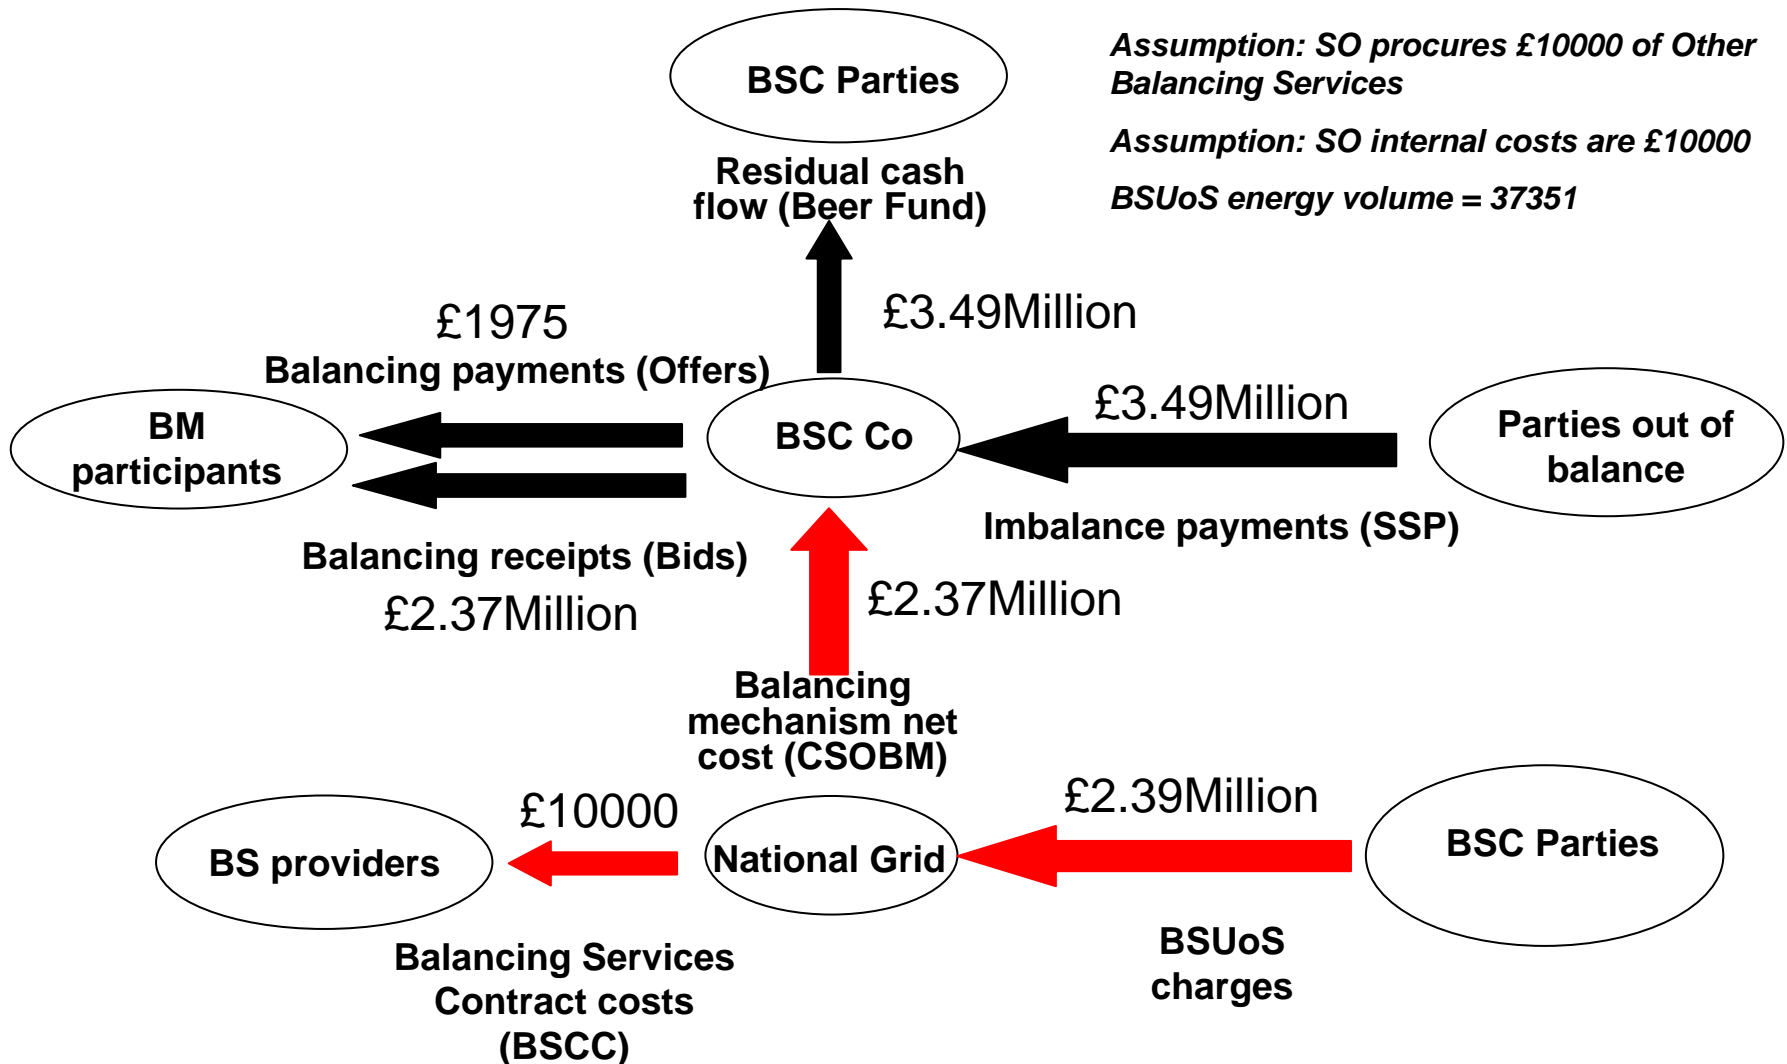 BSC Parties
Assumption: SO procures £10000 of Other
Balancing Services
Assumption: SO internal costs are £10000
BSUoS energy volume = 37351
Residual cash
flow (Beer Fund)
£3.49Million
£1975
Balancing payments (Offers)
BM
participants
BSC Co
£3.49Million
Parties out of
balance
Imbalance payments (SSP)
Balancing receipts (Bids)
£2.37Million
£2.37Million
Balancing
mechanism net
cost (CSOBM)
£10000
BS providers
National Grid
£2.39Million
BSC Parties
Balancing Services
Contract costs
(BSCC)
BSUoS
charges